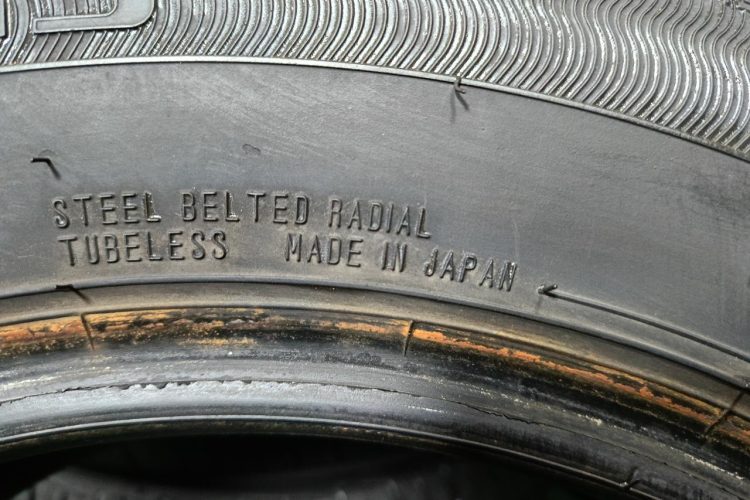 STEEL BELTED RADIAL
TUBELESS MADE IN JAPAN